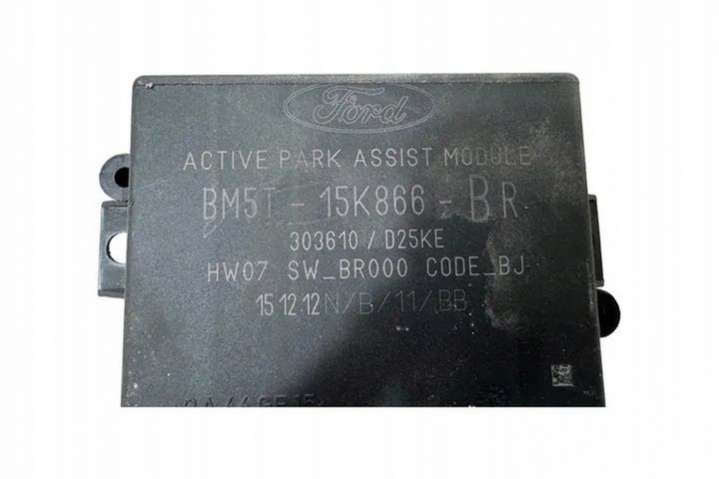 Ford
ACTIVE PARK ASSIST MODULE
BM5T - 15K866 - BR
303610 / D25KE
HW07 SW_BR000 CODE_BJ
15 12 12 N/B/11/BB